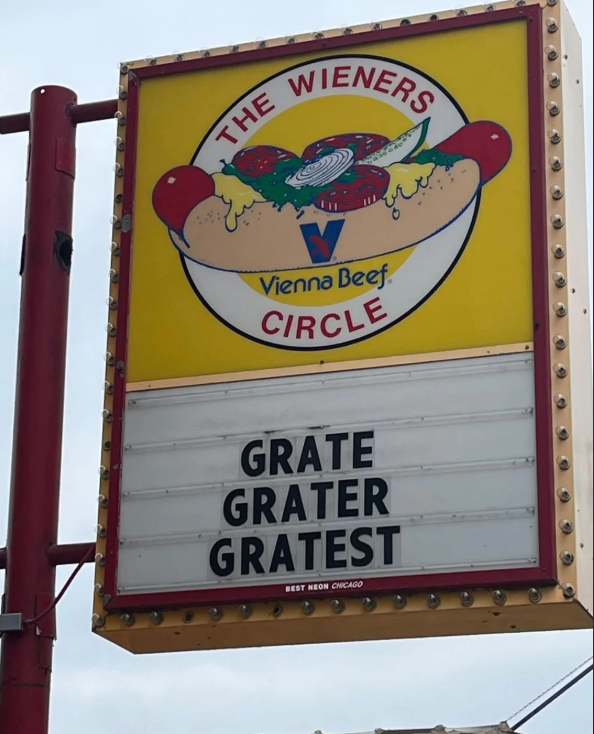 THE WIENERS
V
Vienna Beef®
CIRCLE
GRATE
GRATER
GRATEST
BEST NEON CHICAGO